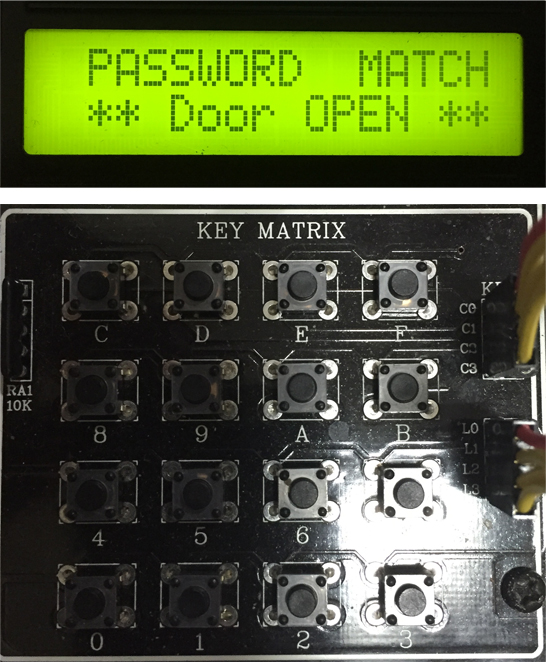 PASSWORD MATCH
** Door OPEN **
KEY MATRIX
C D E F
C0
C1
C2
C3
RA1
10K
8 9 A B
L0
L1
L2
L3
4 5 6
0 1 2 3